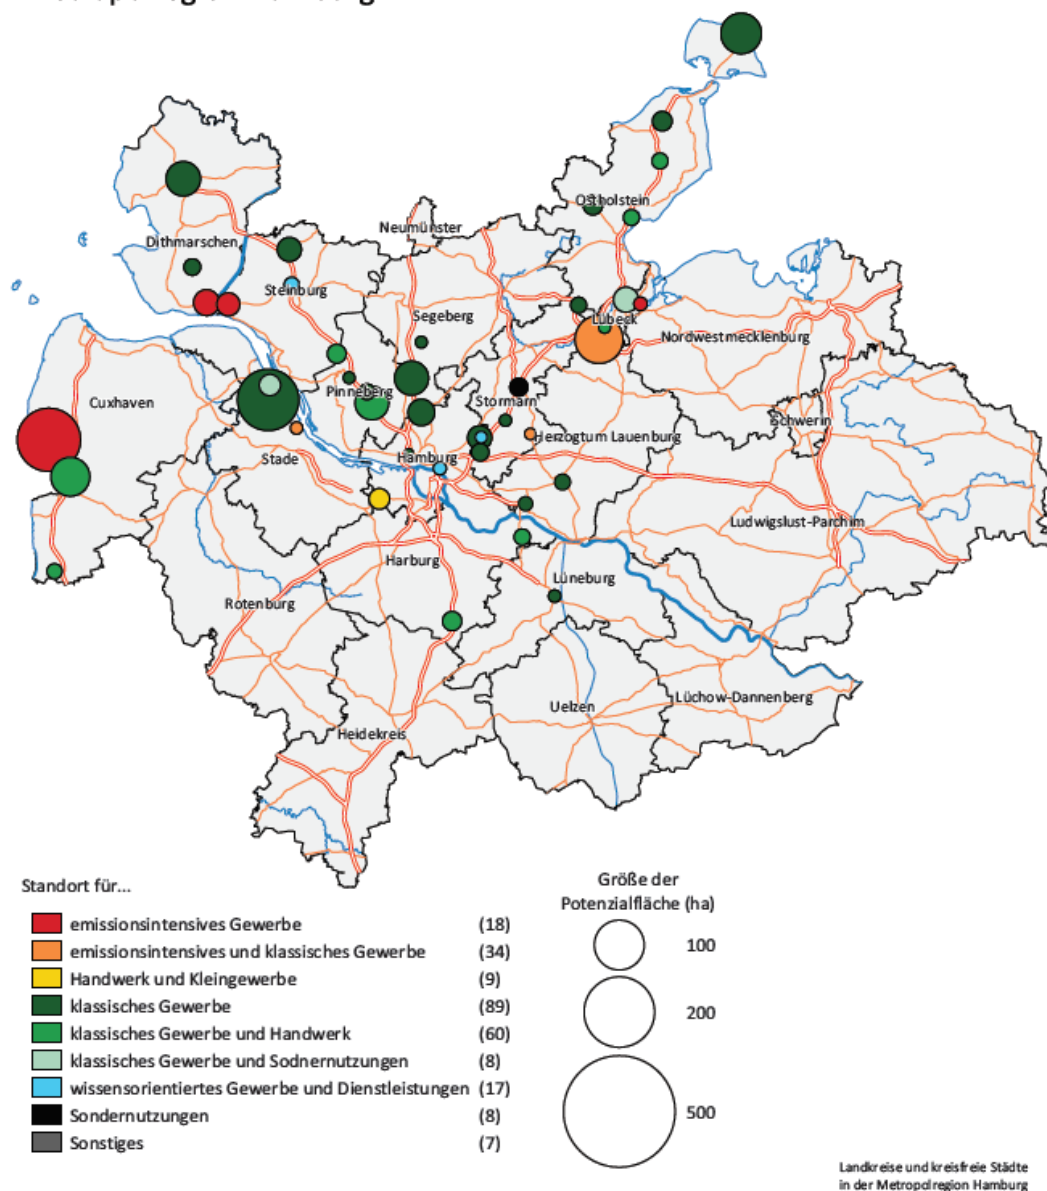 Neumünster
Ostholstein
Dithmarschen
Steinburg
Segeberg
Lübeck
Nordwestmecklenburg
Cuxhaven
Pinneberg
Stormarn
Schwerin
Herzogtum Lauenburg
Stade
Hamburg
Ludwigslust-Parchim
Harburg
Lüneburg
Rotenburg
Uelzen
Lüchow-Dannenberg
Heidekreis
Standort für...
emissionsintensives Gewerbe (18)
emissionsintensives und klassisches Gewerbe (34)
Handwerk und Kleingewerbe (9)
klassisches Gewerbe (89)
klassisches Gewerbe und Handwerk (60)
klassisches Gewerbe und Sodnernutzungen (8)
wissensorientiertes Gewerbe und Dienstleistungen (17)
Sondernutzungen (8)
Sonstiges (7)
Größe der
Potenzialfläche (ha)
100
200
500
Landkreise und kreisfreie Städte
in der Metropolregion Hamburg